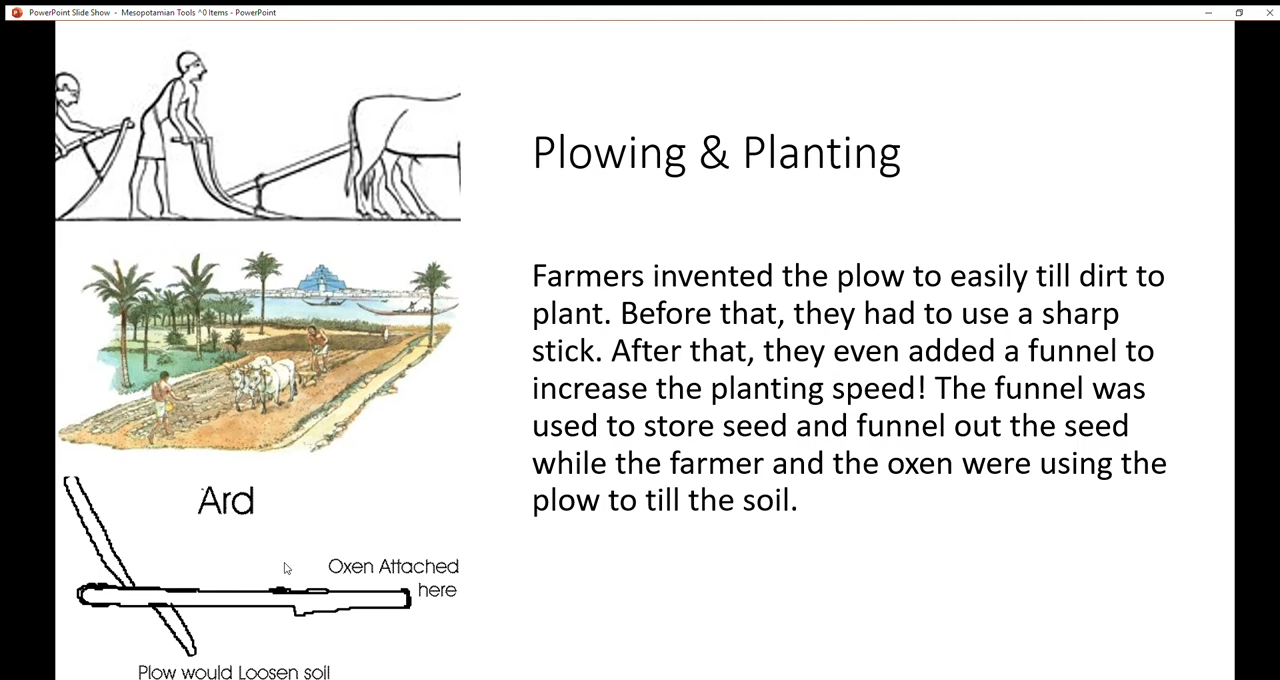 PowerPoint Slide Show - Mesopotamian Tools ^0 Items - PowerPoint
Plowing & Planting
Farmers invented the plow to easily till dirt to
plant. Before that, they had to use a sharp
stick. After that, they even added a funnel to
increase the planting speed! The funnel was
used to store seed and funnel out the seed
while the farmer and the oxen were using the
plow to till the soil.
Ard
Oxen Attached
here
Plow would Loosen soil